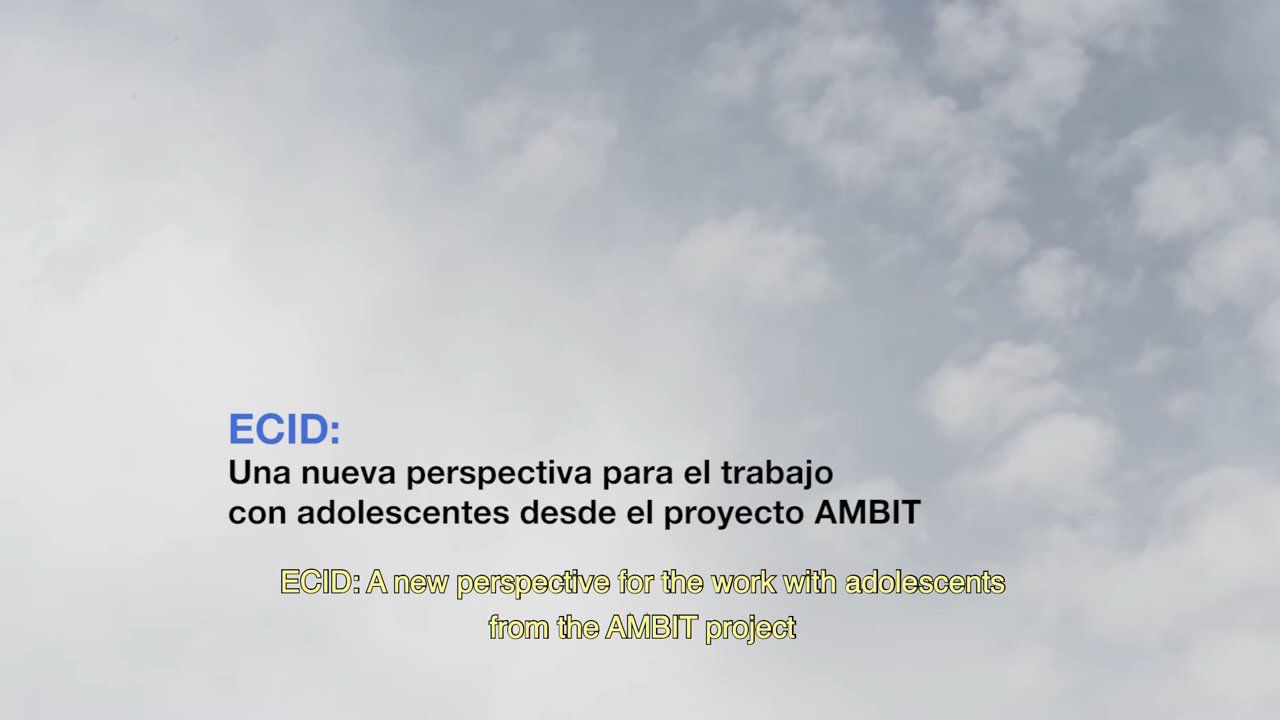 ECID:
Una nueva perspectiva para el trabajo
con adolescentes desde el proyecto AMBIT
ECID: A new perspective for the work with adolescents
from the AMBIT project